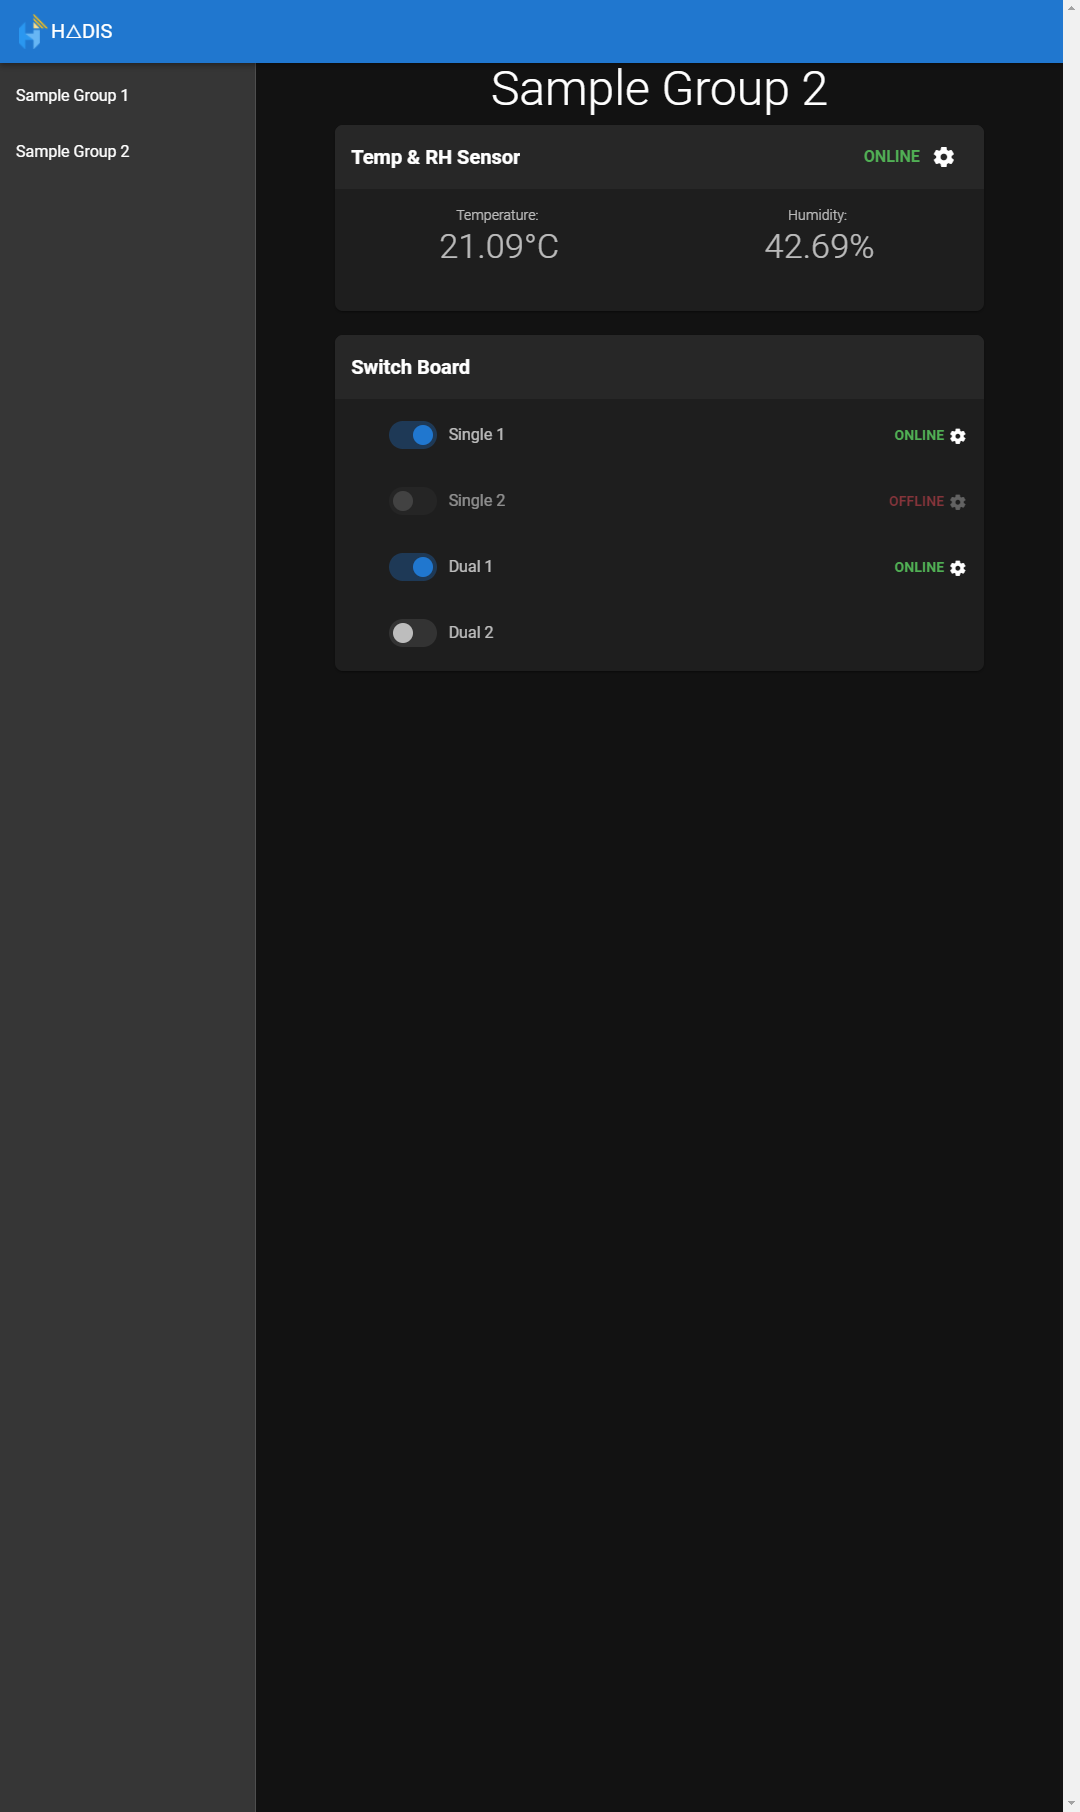 H△DIS
Sample Group 1
Sample Group 2
Sample Group 2
Temp & RH Sensor ONLINE
Temperature: Humidity:
21.09°C 42.69%
Switch Board
Single 1 ONLINE
Single 2 OFFLINE
Dual 1 ONLINE
Dual 2